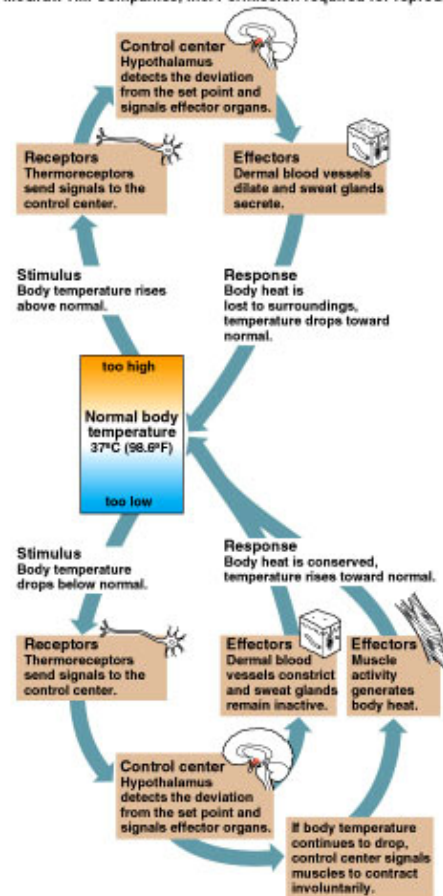 Control center
Hypothalamus
detects the deviation
from the set point and
signals effector organs.
Receptors
Thermoreceptors
send signals to the
control center.
Effectors
Dermal blood vessels
dilate and sweat glands
secrete.
Stimulus
Body temperature rises
above normal.
Response
Body heat is
lost to surroundings,
temperature drops toward
normal.
too high
Normal body
temperature
37°C (98.6°F)
too low
Stimulus
Body temperature
drops below normal.
Response
Body heat is conserved,
temperature rises toward normal.
Receptors
Thermoreceptors
send signals to the
control center.
Effectors
Dermal blood
vessels constrict
and sweat glands
remain inactive.
Effectors
Muscle
activity
generates
body heat.
Control center
Hypothalamus
detects the deviation
from the set point and
signals effector organs.
If body temperature
continues to drop,
control center signals
muscles to contract
involuntarily.